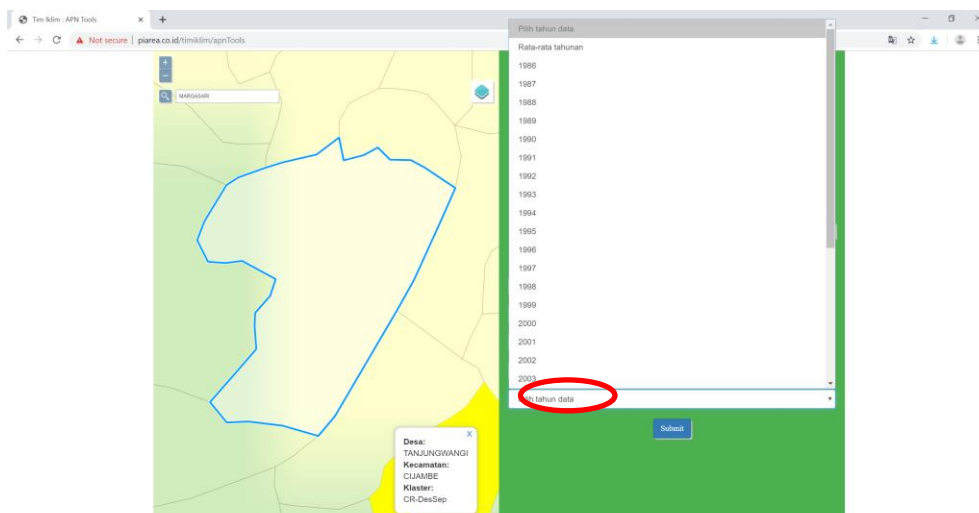 Tim Iklim : APN Tools
Not secure | piarea.co.id/timiklim/apnTools
+
−
MARGASARI
Pilih tahun data
Rata-rata tahunan
1986
1987
1988
1989
1990
1991
1992
1993
1994
1995
1996
1997
1998
1999
2000
2001
2002
2003
Pilih tahun data
Submit
X
Desa:
TANJUNGWANGI
Kecamatan:
CIJAMBE
Klaster:
CR-DesSep